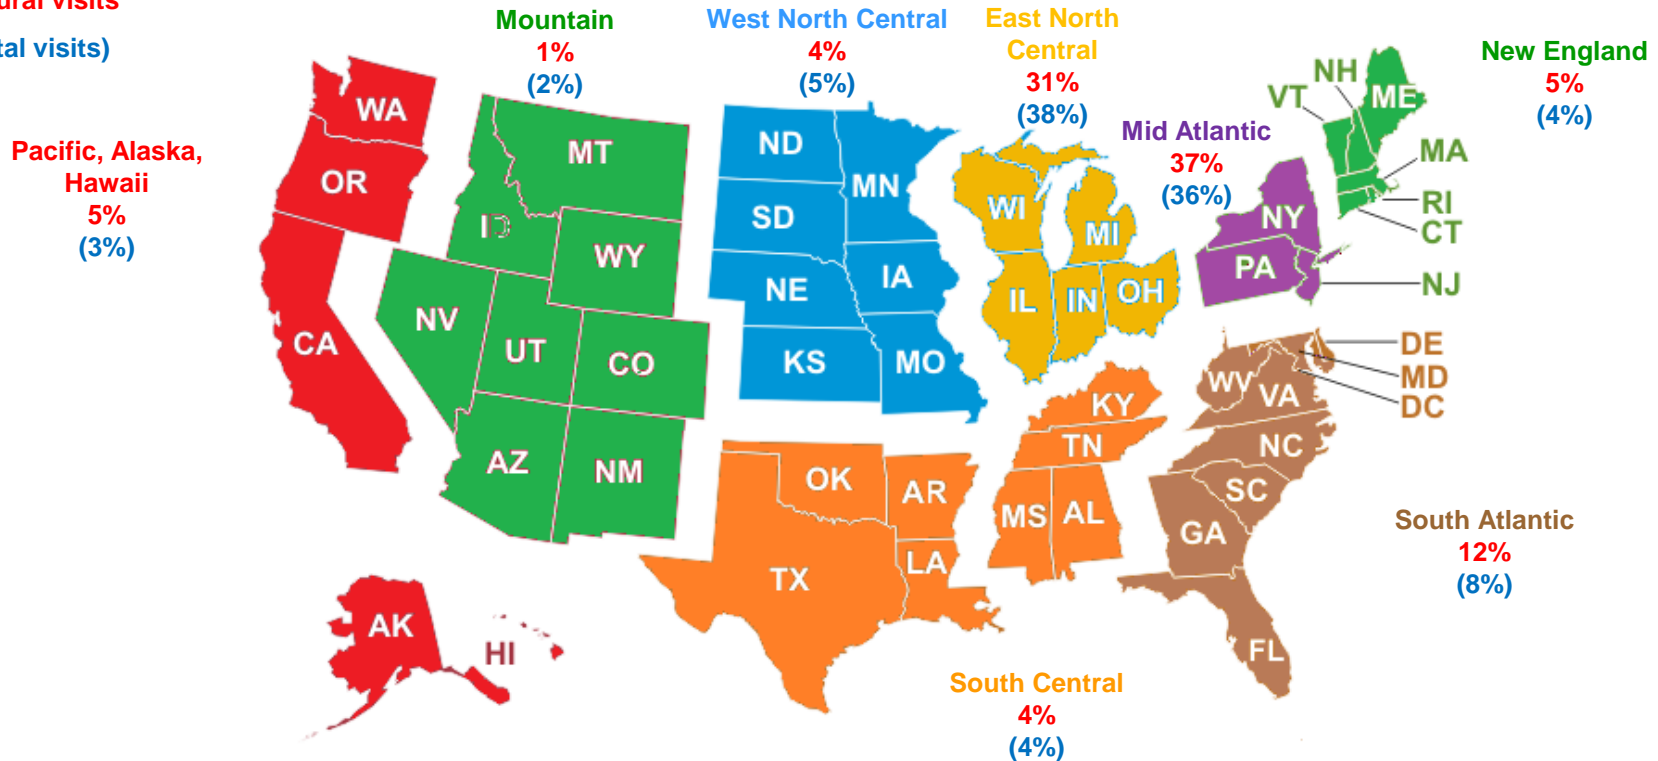 visits
visits)
Mountain
1%
(2%)
West North Central
4%
(5%)
East North
Central
31%
(38%)
New England
5%
(4%)
Mid Atlantic
37%
(36%)
Pacific, Alaska,
Hawaii
5%
(3%)
WA
OR
CA
MT
ID
WY
NV
UT
CO
AZ
NM
ND
MN
SD
NE
IA
KS
MO
WI
MI
IL
IN
OH
NY
PA
NH
VT
ME
MA
RI
CT
NJ
DE
MD
DC
WV
VA
KY
TN
NC
SC
OK
AR
MS
AL
GA
TX
LA
FL
AK
HI
South Atlantic
12%
(8%)
South Central
4%
(4%)